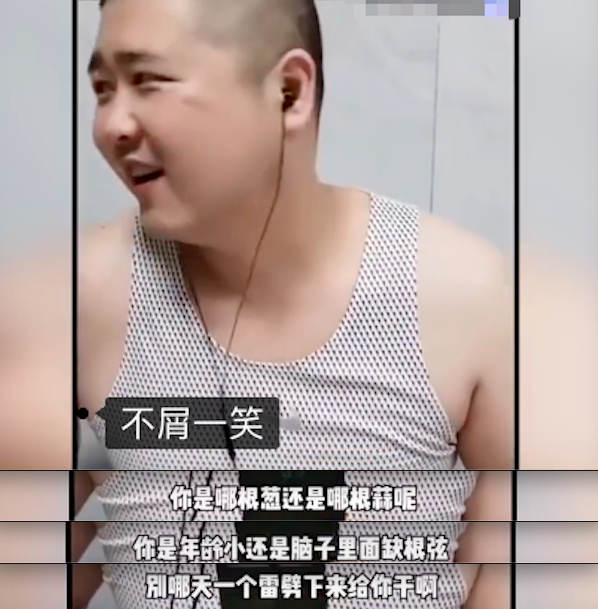 不屑一笑
你是哪根葱还是哪根蒜呢
你是年龄小还是脑子里面缺根弦
别哪天一个雷劈下来给你干啊